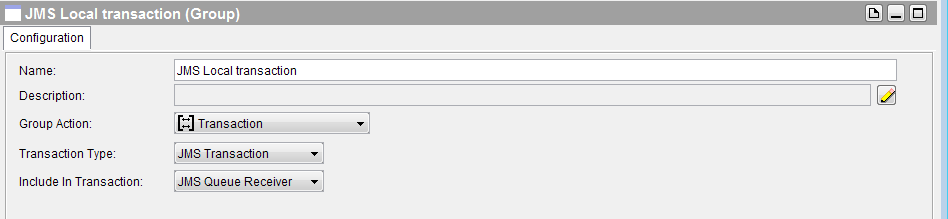 JMS Local transaction (Group)
Configuration
Name: JMS Local transaction
Description:
Group Action: Transaction
Transaction Type: JMS Transaction
Include In Transaction: JMS Queue Receiver